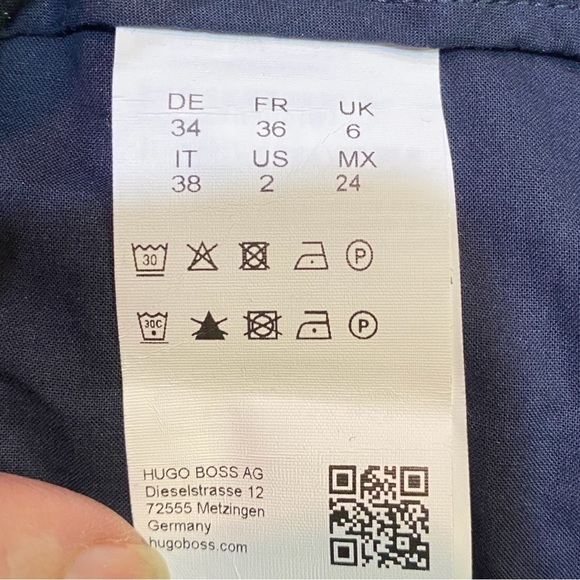 DE FR UK
34 36 6
IT US MX
38 2 24
30 P
30C P
HUGO BOSS AG
Dieselstrasse 12
72555 Metzingen
Germany
hugoboss.com